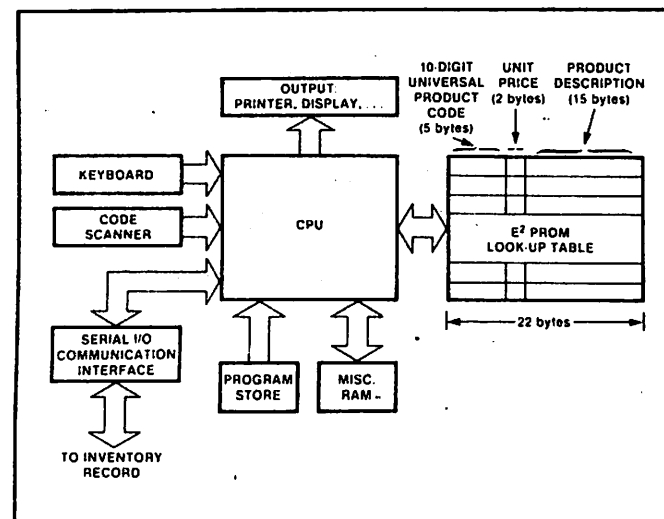 OUTPUT:
PRINTER, DISPLAY, ...
10-DIGIT
UNIVERSAL
PRODUCT
CODE
(5 bytes)
UNIT
PRICE
(2 bytes)
PRODUCT
DESCRIPTION
(15 bytes)
KEYBOARD
CODE
SCANNER
CPU
E² PROM
LOOK-UP TABLE
22 bytes
SERIAL I/O
COMMUNICATION
INTERFACE
PROGRAM
STORE
MISC.
RAM
TO INVENTORY
RECORD